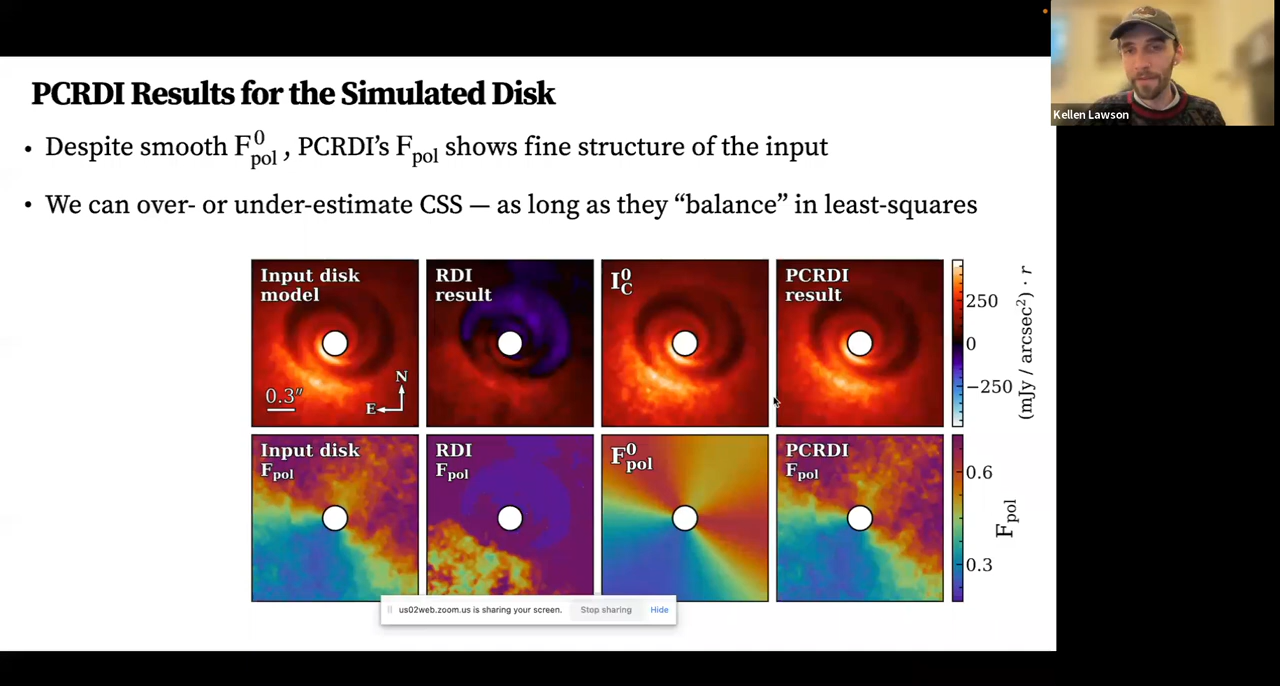 PCRDI Results for the Simulated Disk
Kellen Lawson
• Despite smooth F⁰pol , PCRDI’s Fpol shows fine structure of the input
• We can over- or under-estimate CSS — as long as they “balance” in least-squares
Input disk
model
0.3″
N
E
RDI
result
I⁰C
PCRDI
result
250
0
−250
(mJy / arcsec²) · r
Input disk
Fpol
RDI
Fpol
F⁰pol
PCRDI
Fpol
0.6
0.3
Fpol
us02web.zoom.us is sharing your screen. Stop sharing Hide